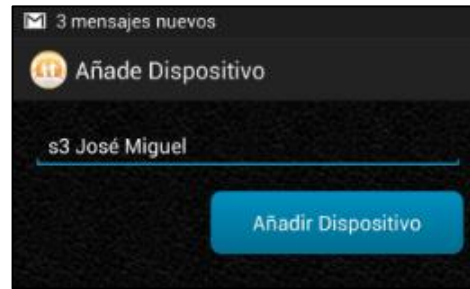 3 mensajes nuevos
Añade Dispositivo
s3 José Miguel
Añadir Dispositivo